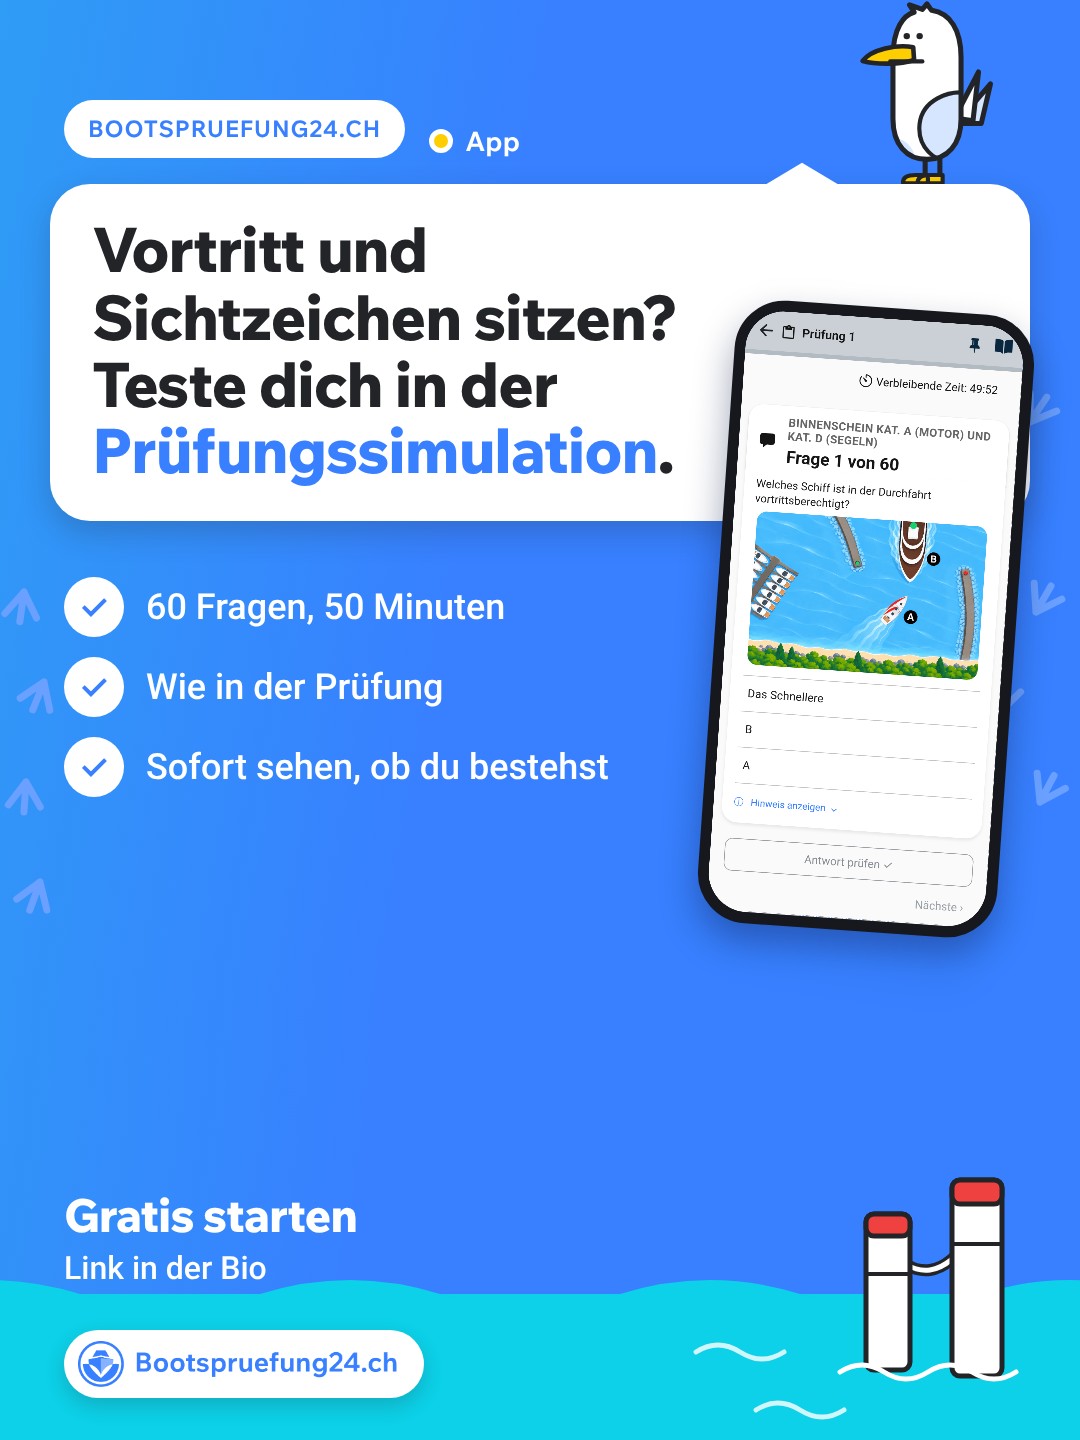 BOOTSPRUEFUNG24.CH
App
Vortritt und
Sichtzeichen sitzen?
Teste dich in der
Prüfungssimulation.
60 Fragen, 50 Minuten
Wie in der Prüfung
Sofort sehen, ob du bestehst
Prüfung 1
Verbleibende Zeit: 49:52
BINNENSCHEIN KAT. A (MOTOR) UND
KAT. D (SEGELN)
Frage 1 von 60
Welches Schiff ist in der Durchfahrt
vortrittsberechtigt?
B
A
Das Schnellere
B
A
Hinweis anzeigen
Antwort prüfen
Nächste ›
Gratis starten
Link in der Bio
Bootspruefung24.ch